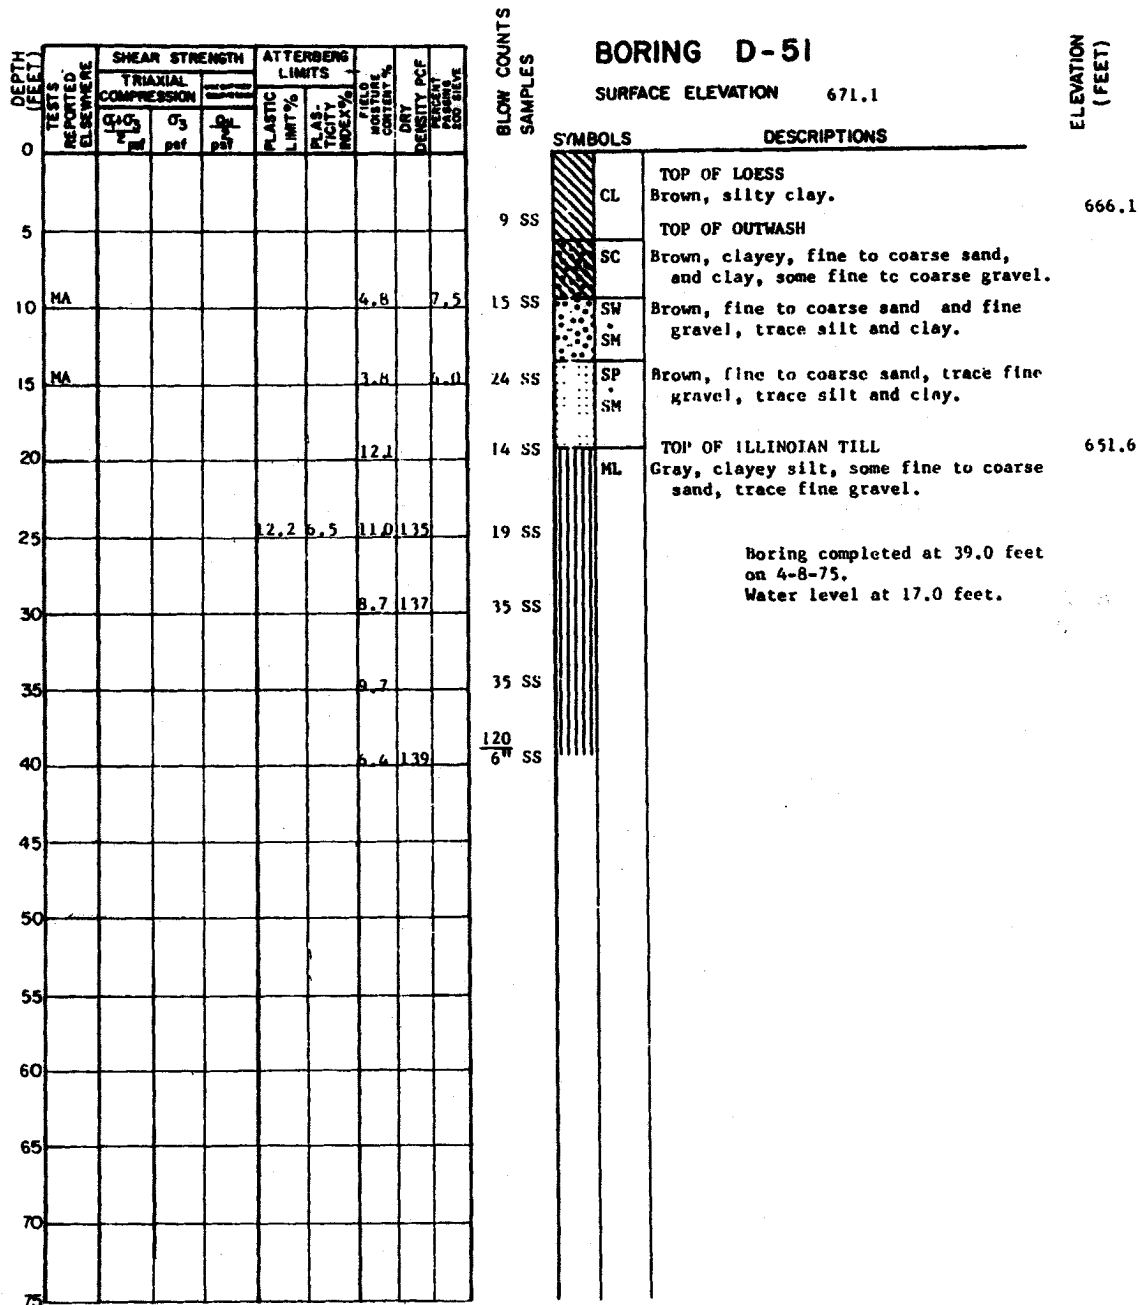 BORING D-51
SURFACE ELEVATION 671.1
DEPTH (FEET)
TESTS REPORTED ELSEWHERE
SHEAR STRENGTH
TRIAXIAL COMPRESSION
σ3 psf
psf
ATTERBERG LIMITS
PLASTIC LIMIT%
PLAS-TICITY INDEX%
FIELD MOISTURE CONTENT %
DRY DENSITY PCF
PERCENT PASSING 200 SIEVE
BLOW COUNTS
SAMPLES
SYMBOLS DESCRIPTIONS
ELEVATION (FEET)
0
TOP OF LOESS
CL Brown, silty clay.
9 SS 666.1
5
TOP OF OUTWASH
SC Brown, clayey, fine to coarse sand,
and clay, some fine to coarse gravel.
10 MA 4.8 7.5 15 SS
SW Brown, fine to coarse sand and fine
SM gravel, trace silt and clay.
15 MA 3.8 4.0 24 SS
SP Brown, fine to coarse sand, trace fine
SM gravel, trace silt and clay.
20 12.1 14 SS
TOP OF ILLINOIAN TILL 651.6
ML Gray, clayey silt, some fine to coarse
sand, trace fine gravel.
25 12.2 6.5 11.0 135 19 SS
Boring completed at 39.0 feet
on 4-8-75.
Water level at 17.0 feet.
30 8.7 137 35 SS
35 9.7 35 SS
40 6.4 139 120/6" SS
45
50
55
60
65
70
75